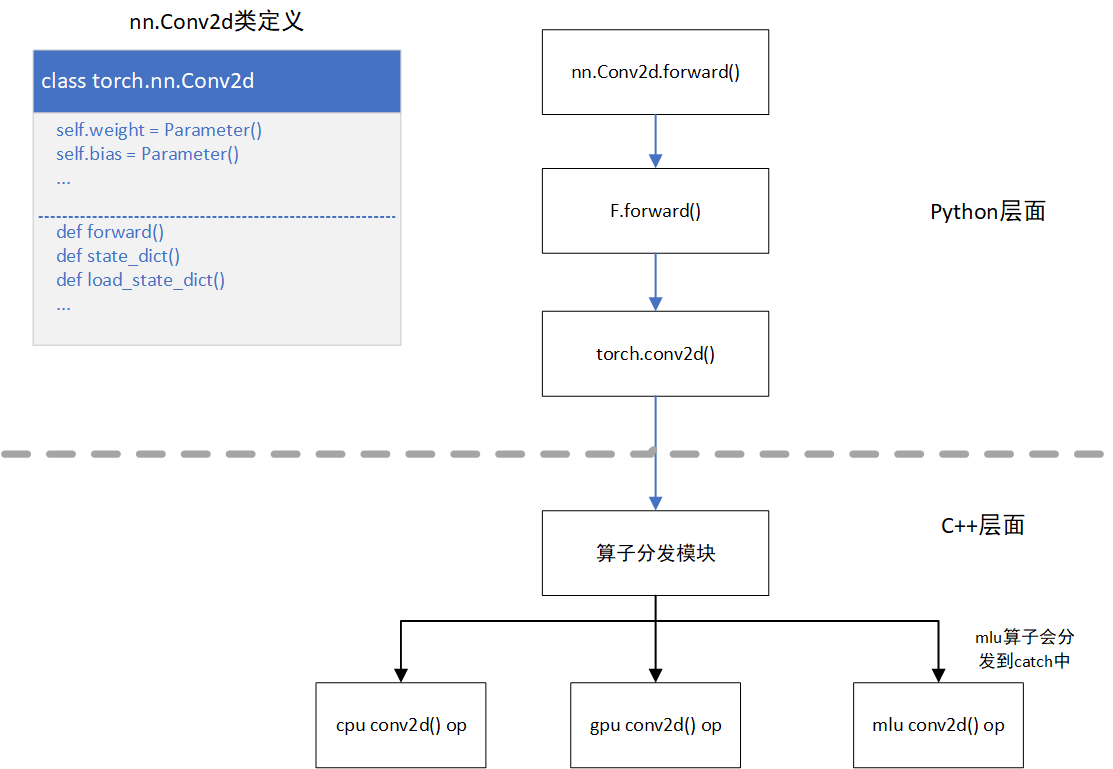 nn.Conv2d类定义
class torch.nn.Conv2d
self.weight = Parameter()
self.bias = Parameter()
...
def forward()
def state_dict()
def load_state_dict()
...
nn.Conv2d.forward()
F.forward()
torch.conv2d()
Python层面
C++层面
算子分发模块
mlu算子会分
发到catch中
cpu conv2d() op
gpu conv2d() op
mlu conv2d() op